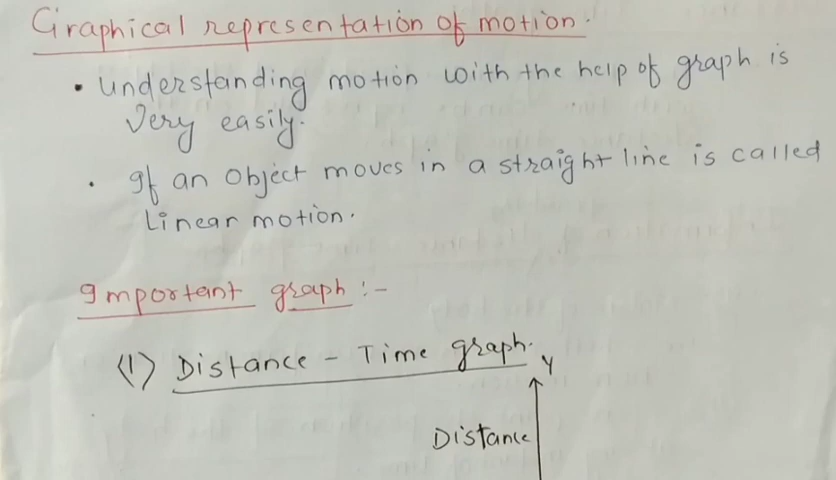 Graphical representation of motion.
• Understanding motion with the help of graph is
Very easily.
• If an object moves in a straight line is called
Linear motion.
Important graph :-
(1) Distance - Time graph.
Y
Distance